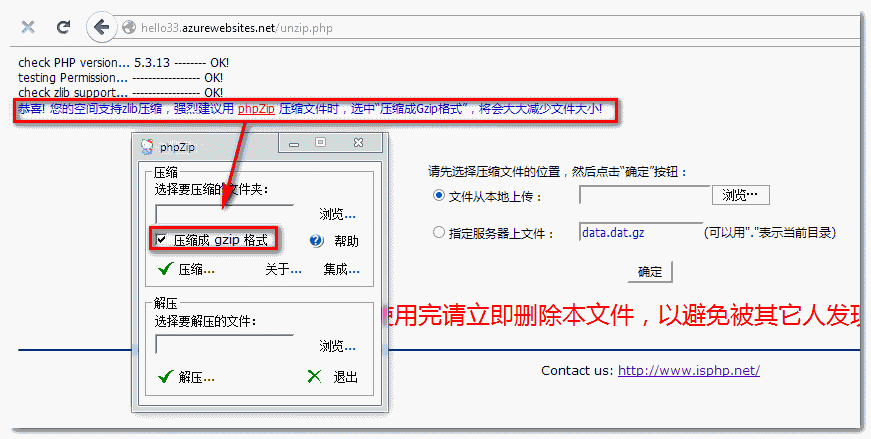 hello33.azurewebsites.net/unzip.php
check PHP version... 5.3.13 -------- OK!
testing Permission... ----------------- OK!
check zlib support... ----------------- OK!
恭喜! 您的空间支持zlib压缩，强烈建议用 phpZip 压缩文件时，选中“压缩成Gzip格式”，将会大大减少文件大小!
phpZip
压缩
选择要压缩的文件夹:
浏览...
压缩成 gzip 格式
帮助
压缩...
关于...
集成...
解压
选择要解压的文件:
浏览...
解压...
退出
请先选择压缩文件的位置，然后点击“确定”按钮：
文件从本地上传：
浏览...
指定服务器上文件：
data.dat.gz
(可以用"."表示当前目录)
确定
使用完请立即删除本文件，以避免被其它人发现
Contact us: http://www.isphp.net/